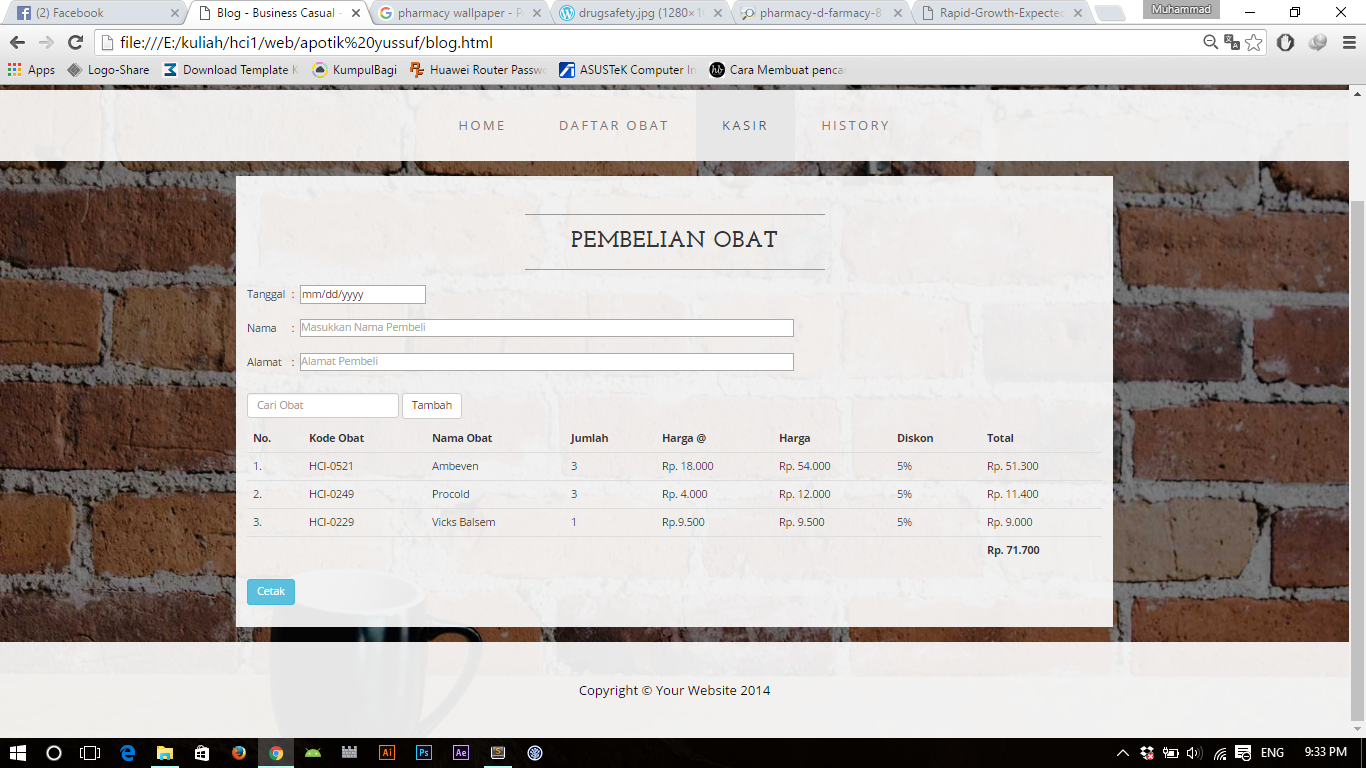 Muhammad
(2) Facebook
Blog - Business Casual -
pharmacy wallpaper - P
drugsafety.jpg (1280×1
pharmacy-d-farmacy-8
Rapid-Growth-Expected
file:///E:/kuliah/hci1/web/apotik%20yussuf/blog.html
Apps
Logo-Share
Download Template K
KumpulBagi
Huawei Router Passwo
ASUSTeK Computer In
Cara Membuat penca
HOME DAFTAR OBAT KASIR HISTORY
PEMBELIAN OBAT
Tanggal : mm/dd/yyyy
Nama : Masukkan Nama Pembeli
Alamat : Alamat Pembeli
Cari Obat Tambah
No. Kode Obat Nama Obat Jumlah Harga @ Harga Diskon Total
1. HCI-0521 Ambeven 3 Rp. 18.000 Rp. 54.000 5% Rp. 51.300
2. HCI-0249 Procold 3 Rp. 4.000 Rp. 12.000 5% Rp. 11.400
3. HCI-0229 Vicks Balsem 1 Rp.9.500 Rp. 9.500 5% Rp. 9.000
Rp. 71.700
Cetak
Copyright © Your Website 2014
Ai Ps Ae ENG 9:33 PM